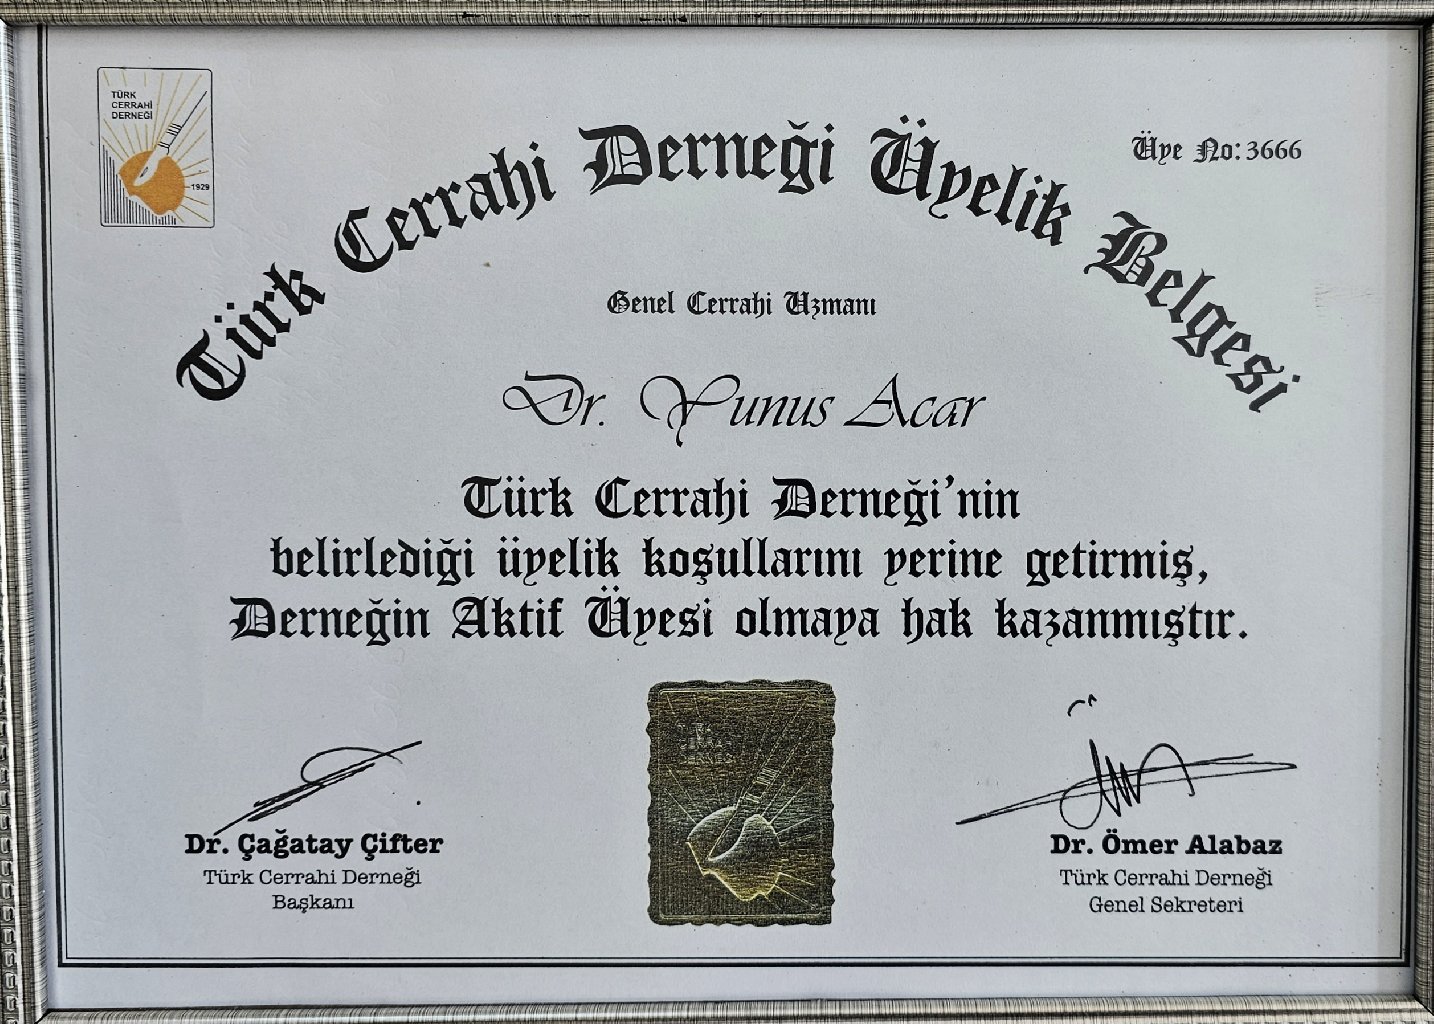 TÜRK
CERRAHİ
DERNEĞİ
1929
Üye No: 3666
Türk Cerrahi Derneği Üyelik Belgesi
Genel Cerrahi Uzmanı
Dr. Yunus Acar
Türk Cerrahi Derneği'nin
belirlediği üyelik koşullarını yerine getirmiş,
Derneğin Aktif Üyesi olmaya hak kazanmıştır.
Dr. Çağatay Çifter
Türk Cerrahi Derneği
Başkanı
Dr. Ömer Alabaz
Türk Cerrahi Derneği
Genel Sekreteri